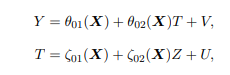 Y = θ₀₁(X) + θ₀₂(X)T + V,
T = ζ₀₁(X) + ζ₀₂(X)Z + U,